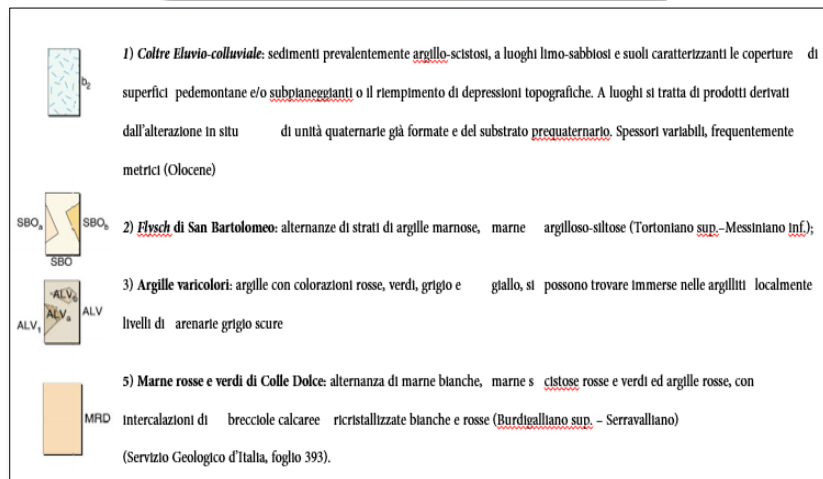 1) Coltre Eluvio-colluviale: sedimenti prevalentemente argillo-scistosi, a luoghi limo-sabbiosi e suoli caratterizzanti le coperture di
b2
superfici pedemontane e/o subpianeggianti o il riempimento di depressioni topografiche. A luoghi si tratta di prodotti derivati
dall'alterazione in situ di unità quaternarie già formate e del substrato prequaternario. Spessori variabili, frequentemente
metrici (Olocene)
SBOa SBOb
2) Flysch di San Bartolomeo: alternanze di strati di argille marnose, marne argilloso-siltose (Tortoniano sup.–Messiniano inf.);
SBO
3) Argille varicolori: argille con colorazioni rosse, verdi, grigio e giallo, si possono trovare immerse nelle argilliti localmente
ALVb
ALVa ALV
ALV1
livelli di arenarie grigio scure
5) Marne rosse e verdi di Colle Dolce: alternanza di marne bianche, marne s cistose rosse e verdi ed argille rosse, con
MRD
intercalazioni di brecciole calcaree ricristallizzate bianche e rosse (Burdigalliano sup. – Serravalliano)
(Servizio Geologico d'Italia, foglio 393).